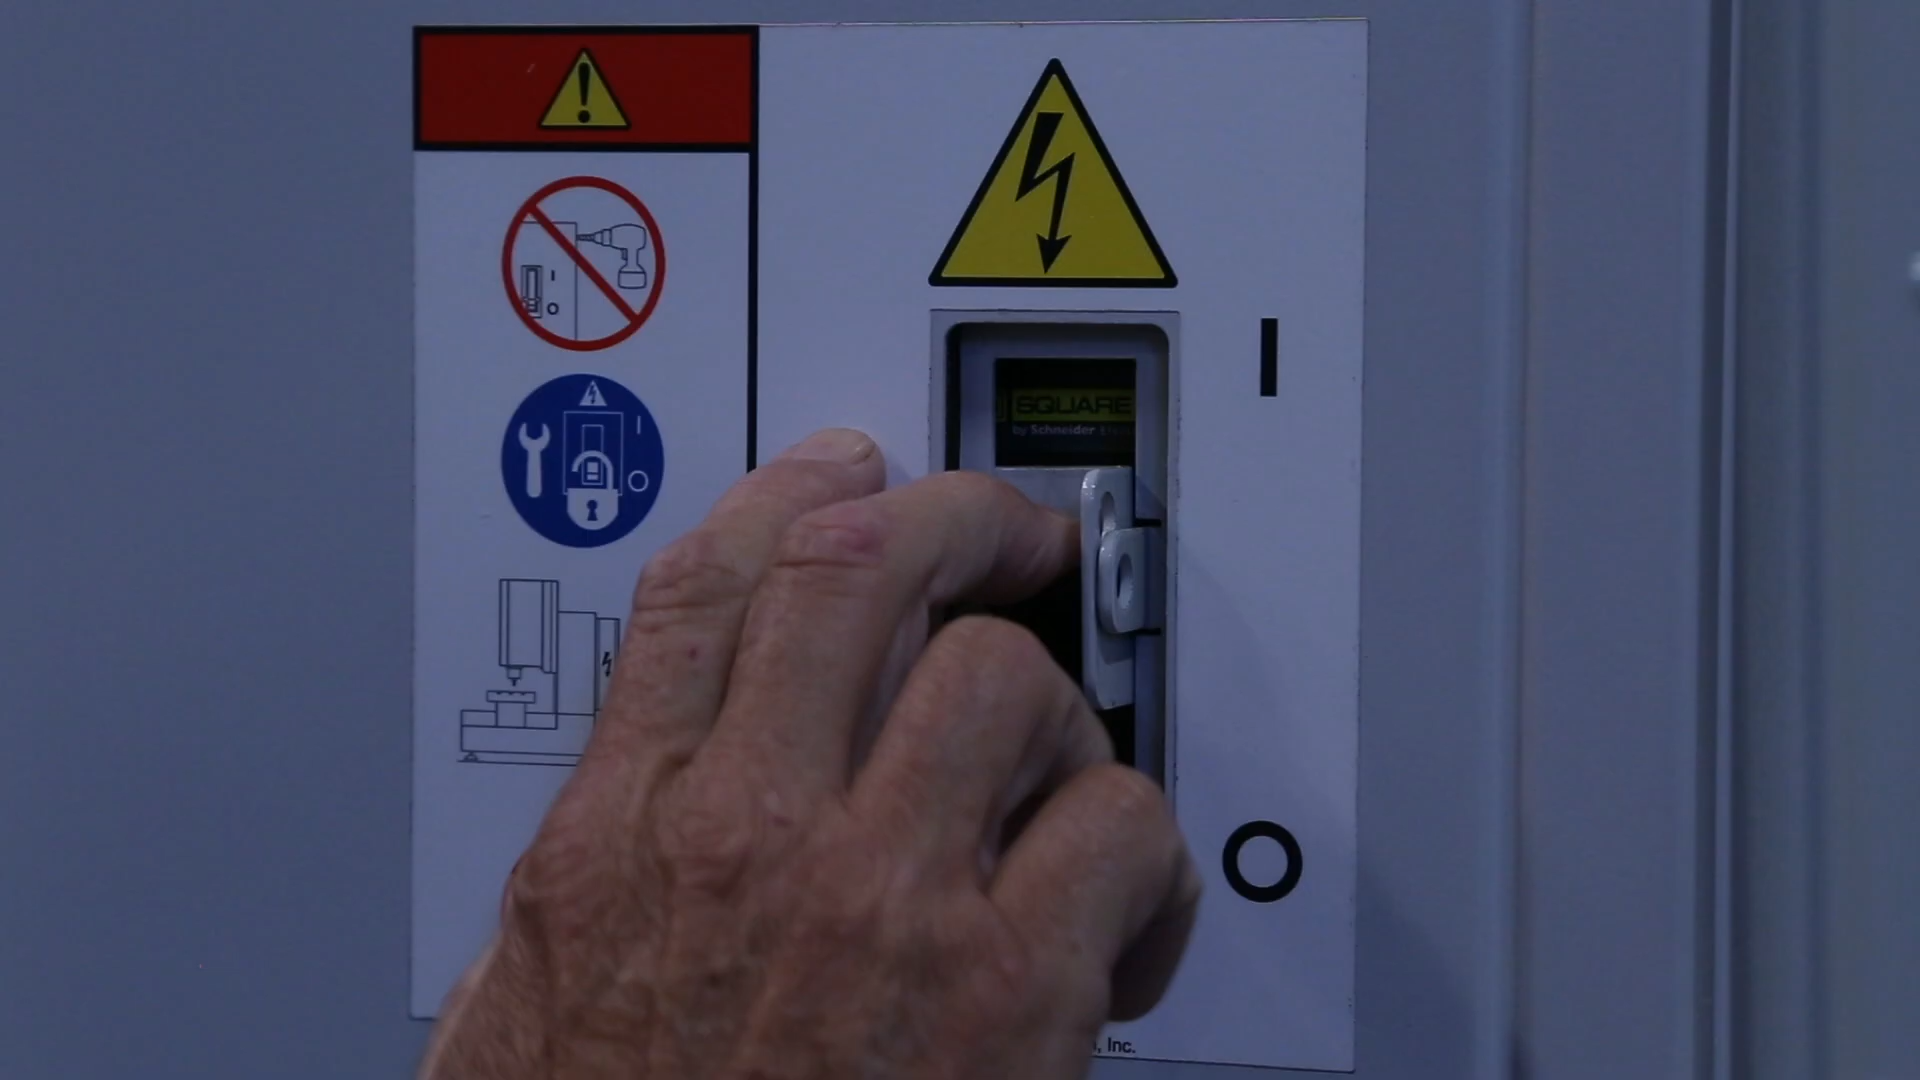 I
SQUARE
by Schneider
O
, Inc.